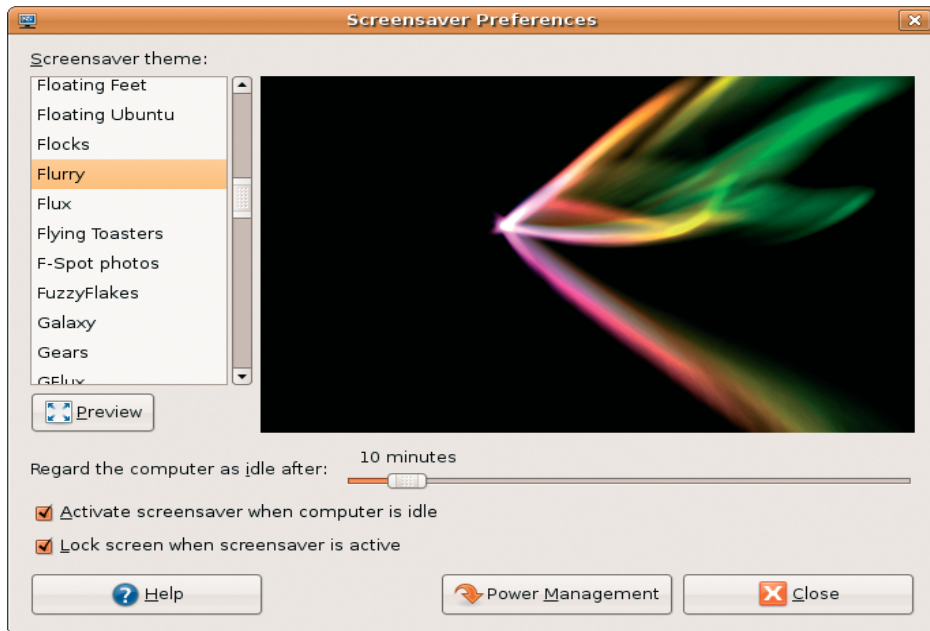 Screensaver Preferences
Screensaver theme:
Floating Feet
Floating Ubuntu
Flocks
Flurry
Flux
Flying Toasters
F-Spot photos
FuzzyFlakes
Galaxy
Gears
GFlux
Preview
Regard the computer as idle after:
10 minutes
Activate screensaver when computer is idle
Lock screen when screensaver is active
Help
Power Management
Close